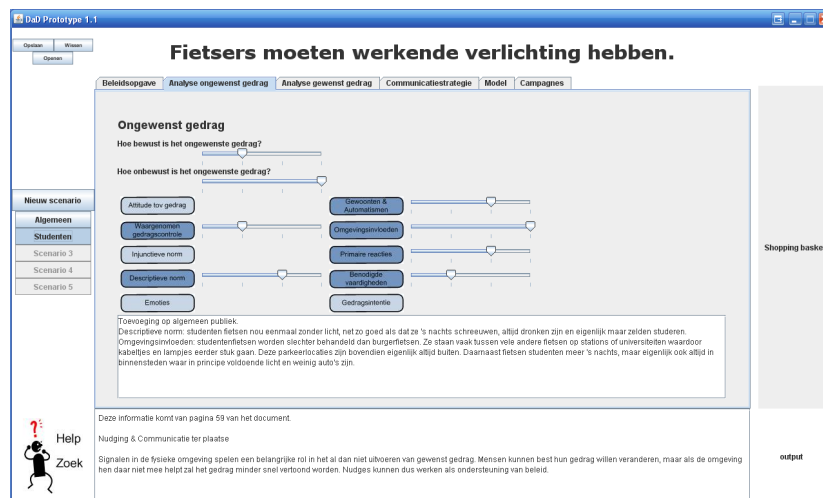 DaD Prototype 1.1
Opslaan
Wissen
Openen
Fietsers moeten werkende verlichting hebben.
Beleidsopgave
Analyse ongewenst gedrag
Analyse gewenst gedrag
Communicatiestrategie
Model
Campagnes
Ongewenst gedrag
Hoe bewust is het ongewenste gedrag?
Hoe onbewust is het ongewenste gedrag?
Nieuw scenario
Algemeen
Studenten
Scenario 3
Scenario 4
Scenario 5
Attitude tov gedrag
Gewoonten &
Automatismen
Waargenomen
gedragscontrole
Omgevingsinvloeden
Injunctieve norm
Primaire reacties
Descriptieve norm
Benodigde
vaardigheden
Emoties
Gedragsintentie
Toevoeging op algemeen publiek.
Descriptieve norm: studenten fietsen nou eenmaal zonder licht, net zo goed als dat ze 's nachts schreeuwen, altijd dronken zijn en eigenlijk maar zelden studeren.
Omgevingsinvloeden: studentenfietsen worden slechter behandeld dan burgerfietsen. Ze staan vaak tussen vele andere fietsen op stations of universiteiten waardoor
kabeltjes en lampjes eerder stuk gaan. Deze parkeerlocaties zijn bovendien eigenlijk altijd buiten. Daarnaast fietsen studenten meer 's nachts, maar eigenlijk ook altijd in
binnensteden waar in principe voldoende licht en weinig auto's zijn.
Shopping baske
?
Help
Zoek
Deze informatie komt van pagina 59 van het document.
Nudging & Communicatie ter plaatse
Signalen in de fysieke omgeving spelen een belangrijke rol in het al dan niet uitvoeren van gewenst gedrag. Mensen kunnen best hun gedrag willen veranderen, maar als de omgeving
hen daar niet mee helpt zal het gedrag minder snel vertoond worden. Nudges kunnen dus werken als ondersteuning van beleid.
output